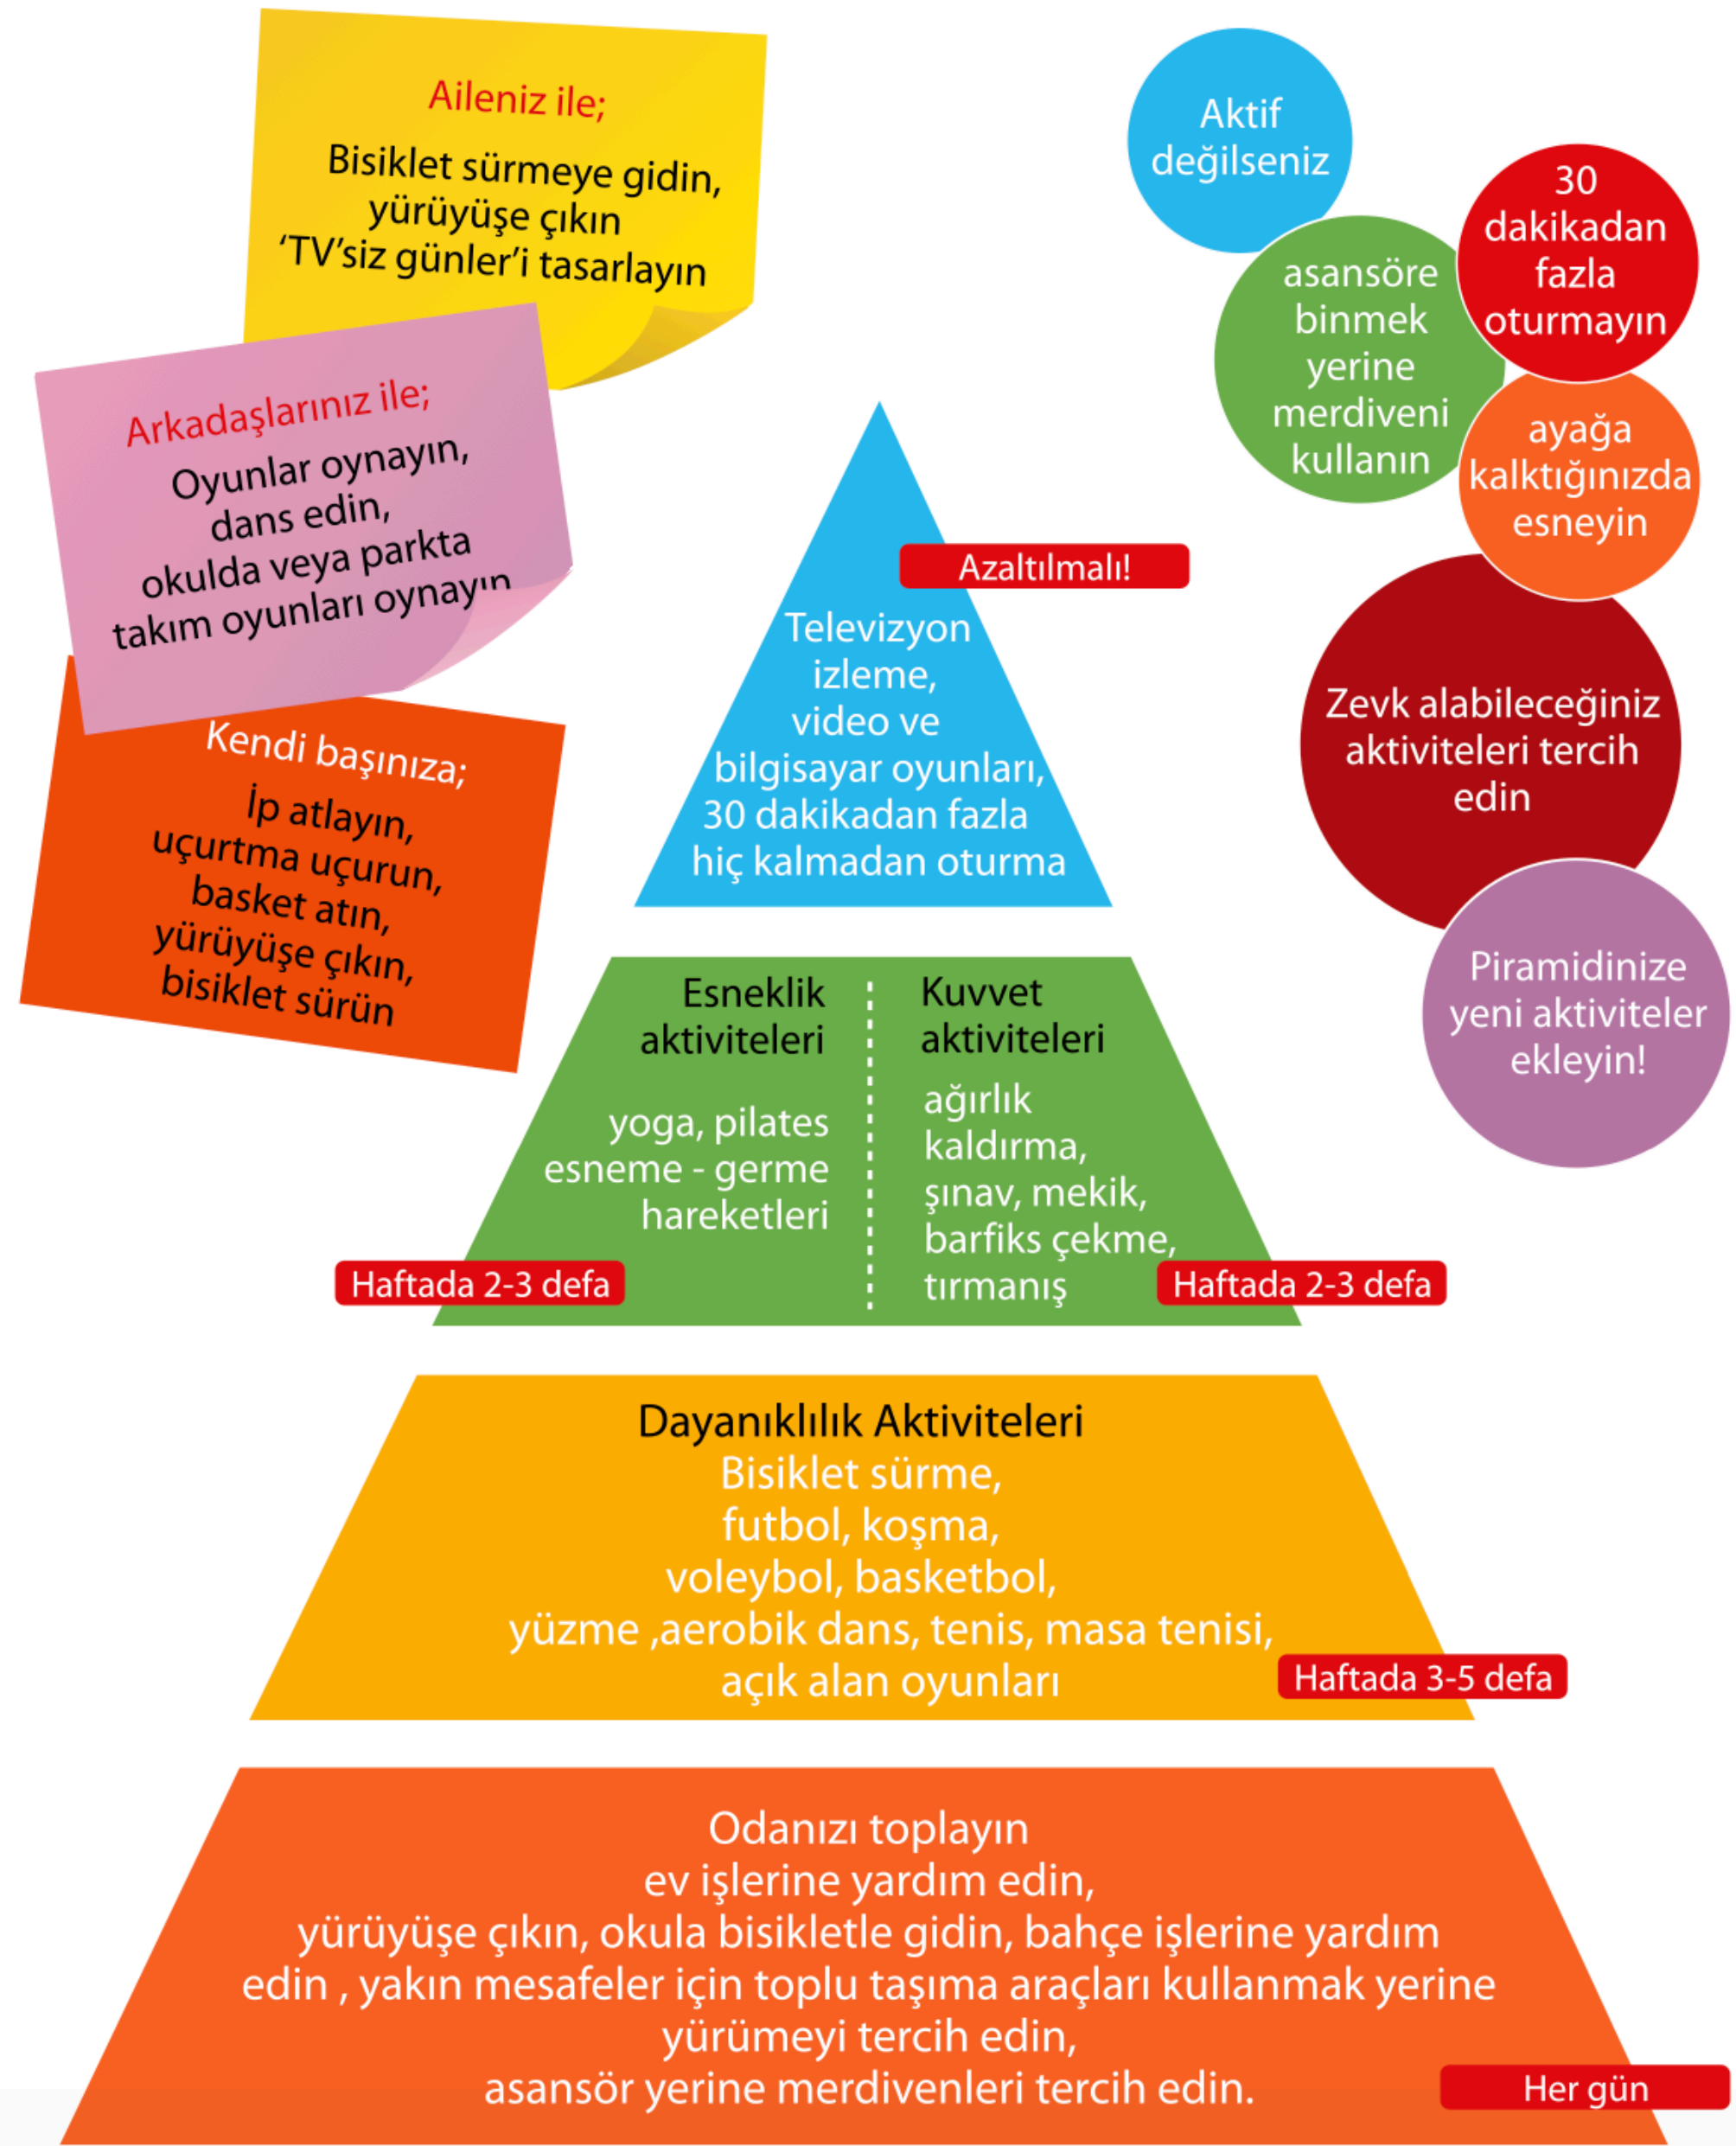 Aileniz ile;
Bisiklet sürmeye gidin,
yürüyüşe çıkın
‘TV’siz günler’i tasarlayın
Arkadaşlarınız ile;
Oyunlar oynayın,
dans edin,
okulda veya parkta
takım oyunları oynayın
Kendi başınıza;
İp atlayın,
uçurtma uçurun,
basket atın,
yürüyüşe çıkın,
bisiklet sürün
Aktif
değilseniz
asansöre
binmek
yerine
merdiveni
kullanın
30
dakikadan
fazla
oturmayın
ayağa
kalktığınızda
esneyin
Zevk alabileceğiniz
aktiviteleri tercih
edin
Piramidinize
yeni aktiviteler
ekleyin!
Azaltılmalı!
Televizyon
izleme,
video ve
bilgisayar oyunları,
30 dakikadan fazla
hiç kalmadan oturma
Esneklik
aktiviteleri
yoga, pilates
esneme - germe
hareketleri
Haftada 2-3 defa
Kuvvet
aktiviteleri
ağırlık
kaldırma,
şınav, mekik,
barfiks çekme,
tırmanış
Haftada 2-3 defa
Dayanıklılık Aktiviteleri
Bisiklet sürme,
futbol, koşma,
voleybol, basketbol,
yüzme ,aerobik dans, tenis, masa tenisi,
açık alan oyunları
Haftada 3-5 defa
Odanızı toplayın
ev işlerine yardım edin,
yürüyüşe çıkın, okula bisikletle gidin, bahçe işlerine yardım
edin , yakın mesafeler için toplu taşıma araçları kullanmak yerine
yürümeyi tercih edin,
asansör yerine merdivenleri tercih edin.
Her gün